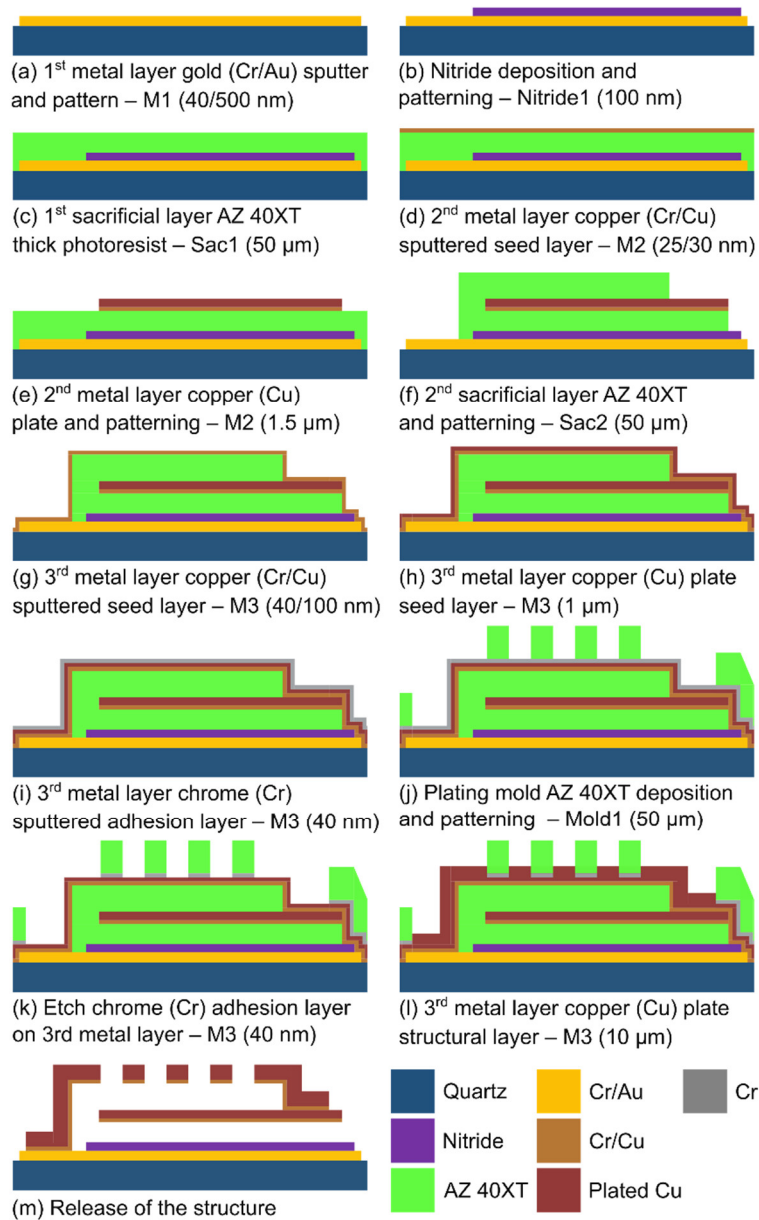 (a) 1st metal layer gold (Cr/Au) sputter
and pattern – M1 (40/500 nm)
(b) Nitride deposition and
patterning – Nitride1 (100 nm)
(c) 1st sacrificial layer AZ 40XT
thick photoresist – Sac1 (50 µm)
(d) 2nd metal layer copper (Cr/Cu)
sputtered seed layer – M2 (25/30 nm)
(e) 2nd metal layer copper (Cu)
plate and patterning – M2 (1.5 µm)
(f) 2nd sacrificial layer AZ 40XT
and patterning – Sac2 (50 µm)
(g) 3rd metal layer copper (Cr/Cu)
sputtered seed layer – M3 (40/100 nm)
(h) 3rd metal layer copper (Cu) plate
seed layer – M3 (1 µm)
(i) 3rd metal layer chrome (Cr)
sputtered adhesion layer – M3 (40 nm)
(j) Plating mold AZ 40XT deposition
and patterning – Mold1 (50 µm)
(k) Etch chrome (Cr) adhesion layer
on 3rd metal layer – M3 (40 nm)
(l) 3rd metal layer copper (Cu) plate
structural layer – M3 (10 µm)
(m) Release of the structure
Quartz
Cr/Au
Cr
Nitride
Cr/Cu
AZ 40XT
Plated Cu